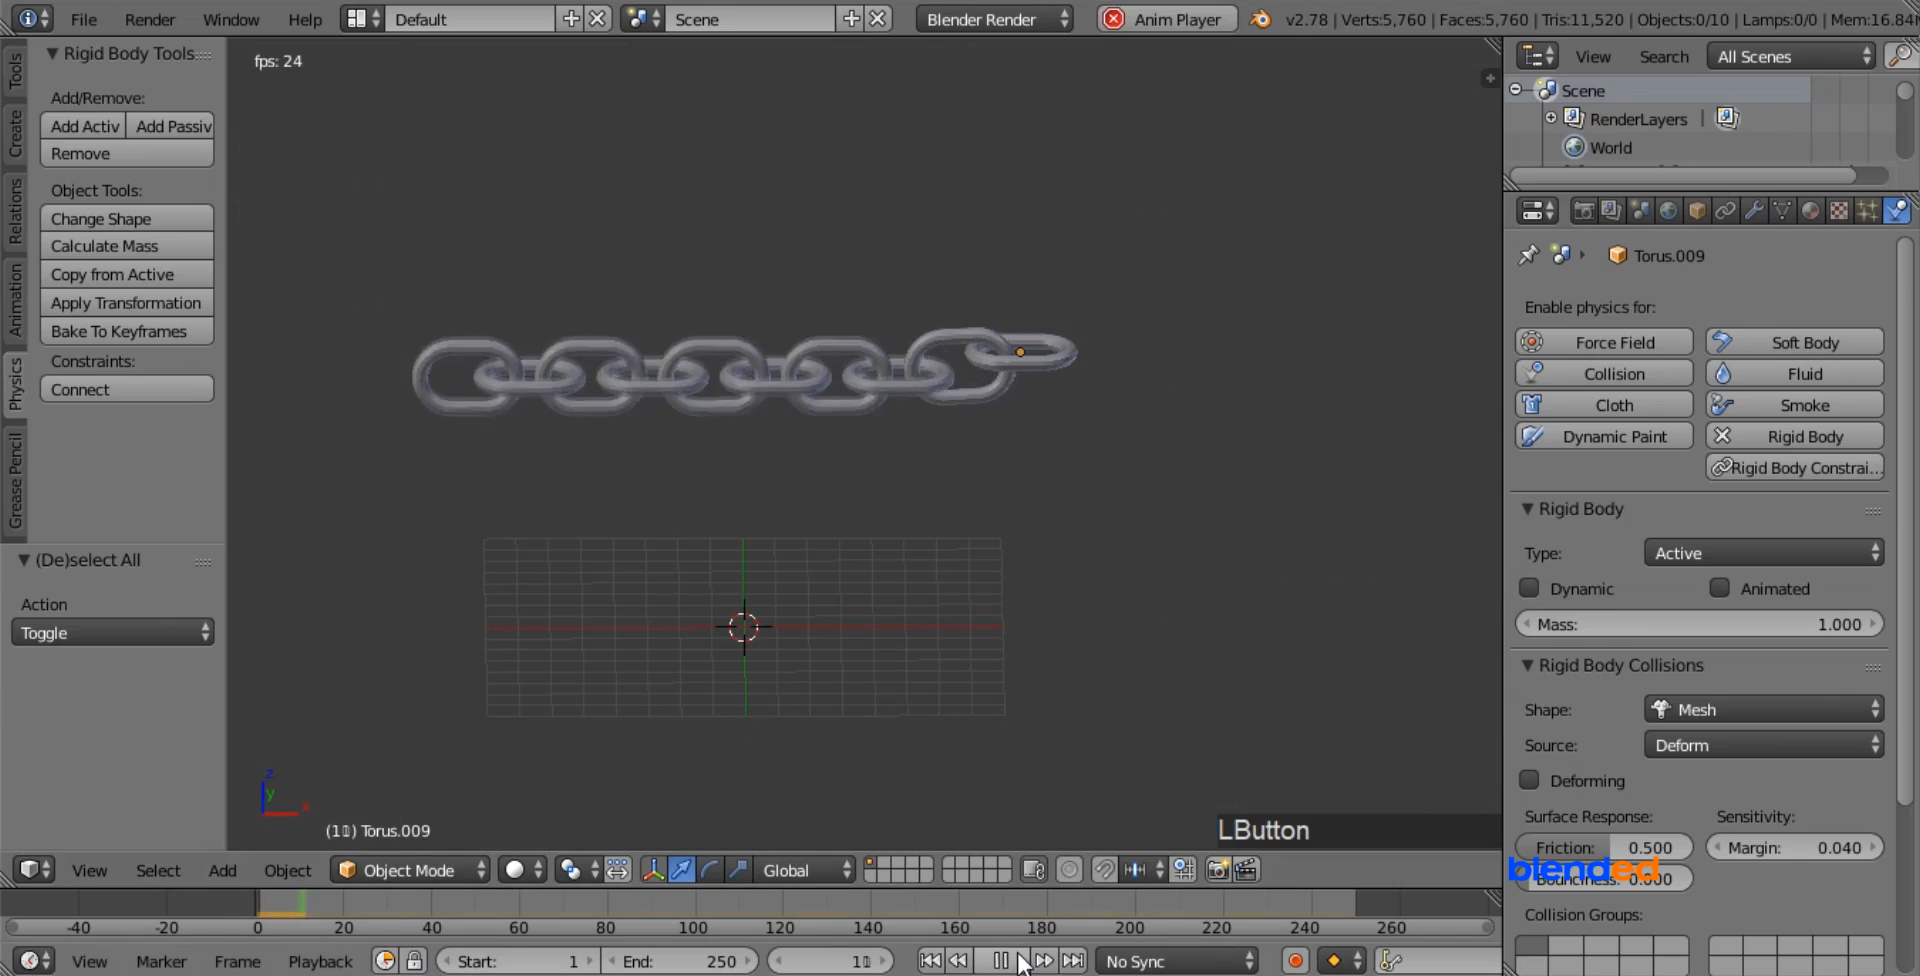 File Render Window Help Default Scene Blender Render Anim Player v2.78 | Verts:5,760 | Faces:5,760 | Tris:11,520 | Objects:0/10 | Lamps:0/0 | Mem:16.84
Tools
Create
Relations
Animation
Physics
Grease Pencil
Rigid Body Tools
Add/Remove:
Add Activ Add Passiv
Remove
Object Tools:
Change Shape
Calculate Mass
Copy from Active
Apply Transformation
Bake To Keyframes
Constraints:
Connect
(De)select All
Action
Toggle
fps: 24
z
y
x
(11) Torus.009
LButton
View Search All Scenes
Scene
RenderLayers |
World
Torus.009
Enable physics for:
Force Field Soft Body
Collision Fluid
Cloth Smoke
Dynamic Paint Rigid Body
Rigid Body Constrai...
Rigid Body
Type: Active
Dynamic Animated
Mass: 1.000
Rigid Body Collisions
Shape: Mesh
Source: Deform
Deforming
Surface Response: Sensitivity:
Friction: 0.500 Margin: 0.040
blended
Bounciness: 0.000
Collision Groups:
View Select Add Object Object Mode Global
-40 -20 0 20 40 60 80 100 120 140 160 180 200 220 240 260
View Marker Frame Playback Start: 1 End: 250 11 No Sync